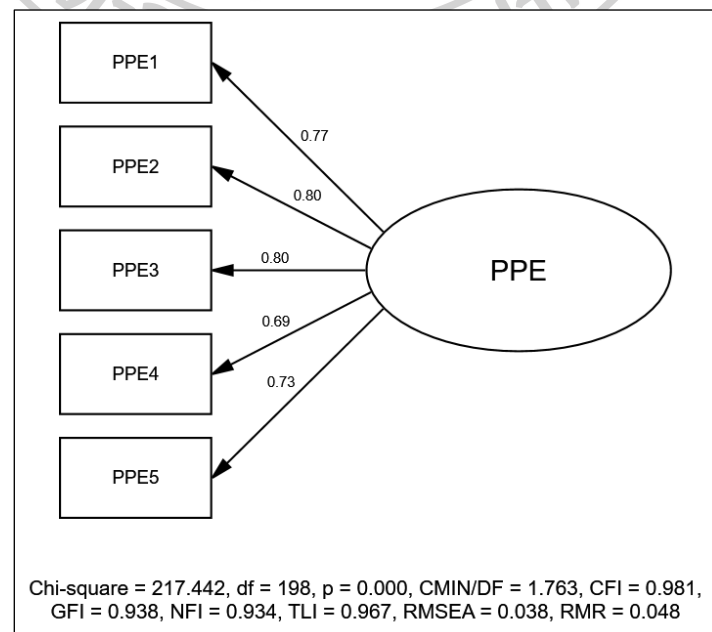 PPE1
0.77
PPE2
0.80
PPE3
0.80
PPE
PPE4
0.69
PPE5
0.73
Chi-square = 217.442, df = 198, p = 0.000, CMIN/DF = 1.763, CFI = 0.981,
GFI = 0.938, NFI = 0.934, TLI = 0.967, RMSEA = 0.038, RMR = 0.048